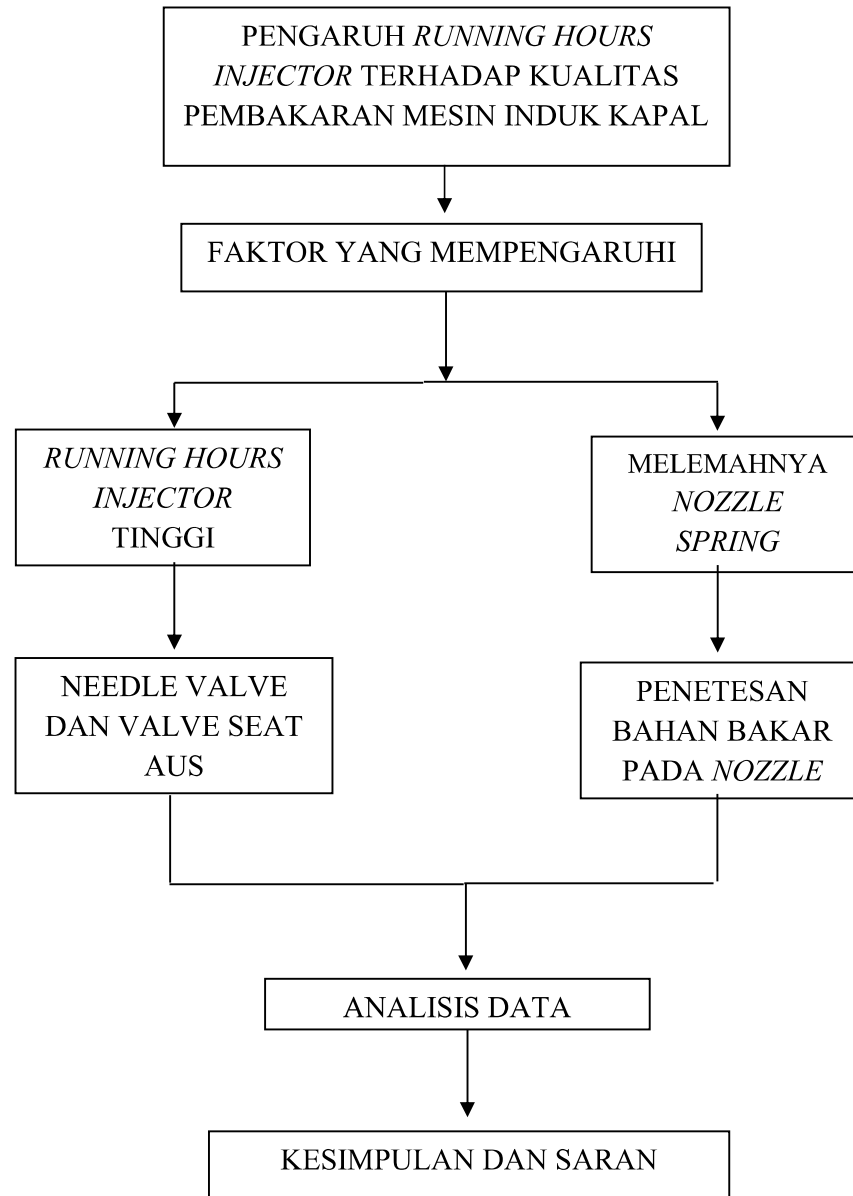 PENGARUH RUNNING HOURS
INJECTOR TERHADAP KUALITAS
PEMBAKARAN MESIN INDUK KAPAL
FAKTOR YANG MEMPENGARUHI
RUNNING HOURS
INJECTOR
TINGGI
MELEMAHNYA
NOZZLE
SPRING
NEEDLE VALVE
DAN VALVE SEAT
AUS
PENETESAN
BAHAN BAKAR
PADA NOZZLE
ANALISIS DATA
KESIMPULAN DAN SARAN